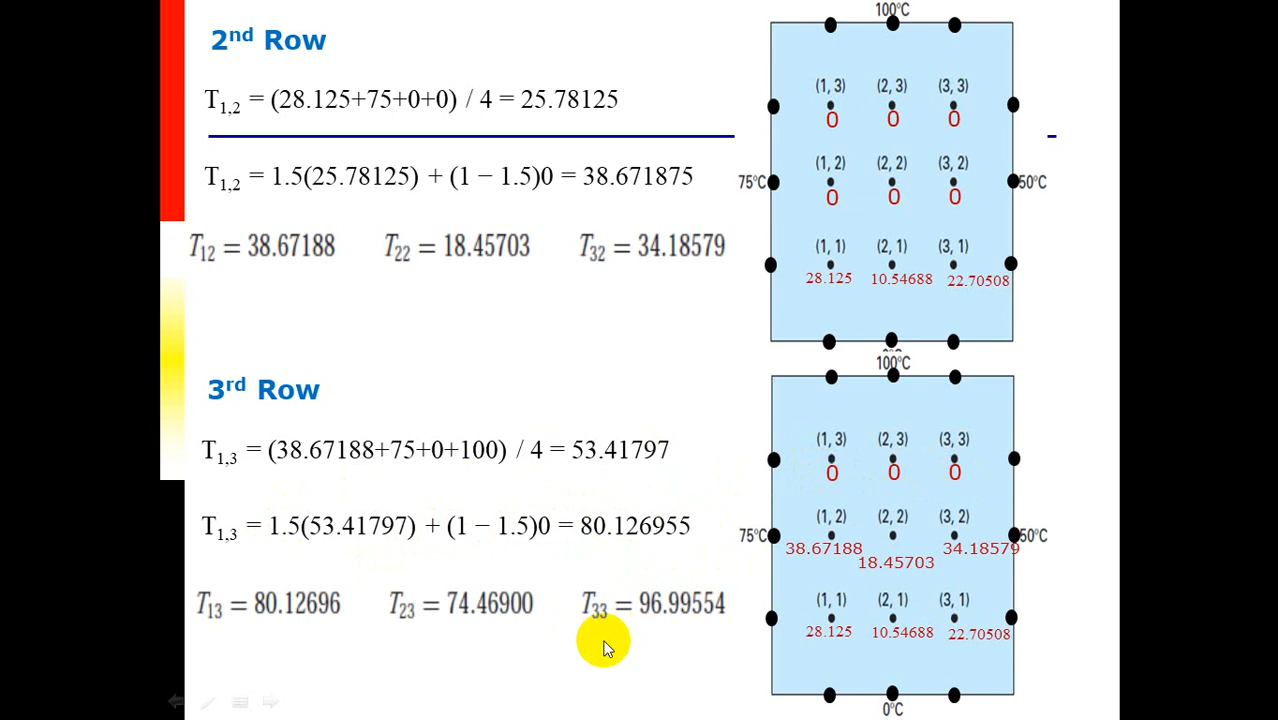 2nd Row
T1,2 = (28.125+75+0+0) / 4 = 25.78125
T1,2 = 1.5(25.78125) + (1 − 1.5)0 = 38.671875
T12 = 38.67188 T22 = 18.45703 T32 = 34.18579
100°C
(1, 3) (2, 3) (3, 3)
0 0 0
(1, 2) (2, 2) (3, 2)
75°C 50°C
0 0 0
(1, 1) (2, 1) (3, 1)
28.125 10.54688 22.70508
3rd Row
T1,3 = (38.67188+75+0+100) / 4 = 53.41797
T1,3 = 1.5(53.41797) + (1 − 1.5)0 = 80.126955
T13 = 80.12696 T23 = 74.46900 T33 = 96.99554
100°C
(1, 3) (2, 3) (3, 3)
0 0 0
(1, 2) (2, 2) (3, 2)
75°C 50°C
38.67188 18.45703 34.18579
(1, 1) (2, 1) (3, 1)
28.125 10.54688 22.70508
0°C